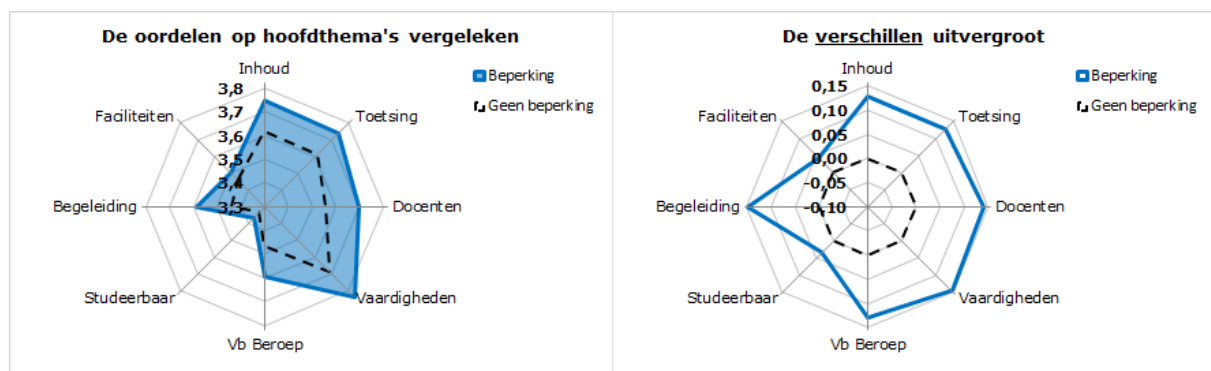 De oordelen op hoofdthema's vergeleken
Inhoud
Beperking
Geen beperking
3,8
3,7
3,6
3,5
3,4
3,3
Faciliteiten
Toetsing
Begeleiding
Docenten
Studeerbaar
Vaardigheden
Vb Beroep
De verschillen uitvergroot
Inhoud
Beperking
Geen beperking
0,15
0,10
0,05
0,00
-0,05
-0,10
Faciliteiten
Toetsing
Begeleiding
Docenten
Studeerbaar
Vaardigheden
Vb Beroep